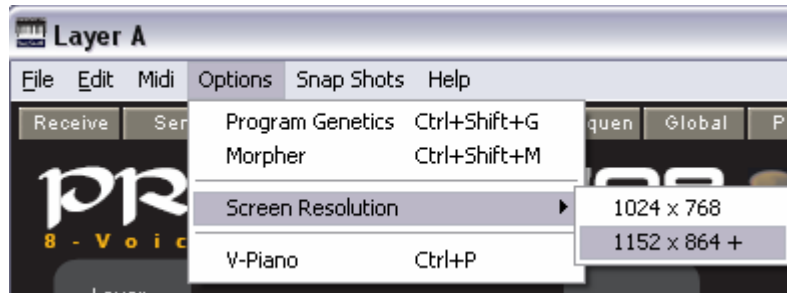 Layer A
File Edit Midi Options Snap Shots Help
Receive Program Genetics Ctrl+Shift+G Global
Morpher Ctrl+Shift+M
Screen Resolution 1024 x 768
1152 x 864 +
8 - V o i c
V-Piano Ctrl+P